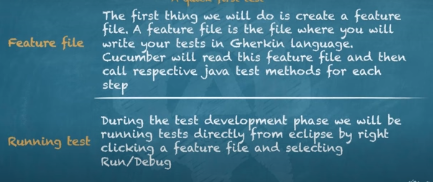 The first thing we will do is create a feature
file. A feature file is the file where you will
Feature file write your tests in Gherkin language.
Cucumber will read this feature file and then
call respective java test methods for each
step
During the test development phase we will be
Running test running tests directly from eclipse by right
clicking a feature file and selecting
Run/Debug